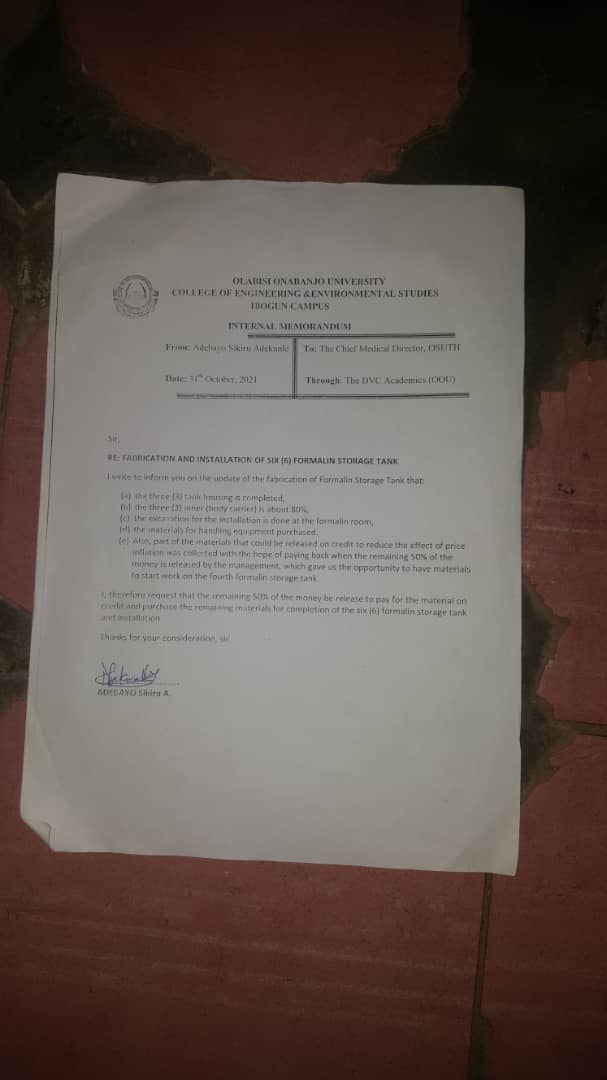 OLABISI ONABANJO UNIVERSITY
COLLEGE OF ENGINEERING &ENVIRONMENTAL STUDIES
IBOGUN CAMPUS
INTERNAL MEMORANDUM
From: Adebayo Sikiru Adekunle
To: The Chief Medical Director, OSUTH
Date: 31th October, 2021
Through: The DVC Academics (OOU)
Sir,
RE: FABRICATION AND INSTALLATION OF SIX (6) FORMALIN STORAGE TANK
I write to inform you on the update of the fabrication of Formalin Storage Tank that;
(a) the three (3) tank housing is completed,
(b) the three (3) inner (body carrier) is about 80%,
(c) the excavation for the installation is done at the formalin room,
(d) the materials for handling equipment purchased.
(e) Also, part of the materials that could be released on credit to reduce the effect of price
inflation was collected with the hope of paying back when the remaining 50% of the
money is released by the management, which gave us the opportunity to have materials
to start work on the fourth formalin storage tank.
I, therefore request that the remaining 50% of the money be release to pay for the material on
credit and purchase the remaining materials for completion of the six (6) formalin storage tank
and installation
Thanks for your consideration, sir.
ADEBAYO Sikiru A.